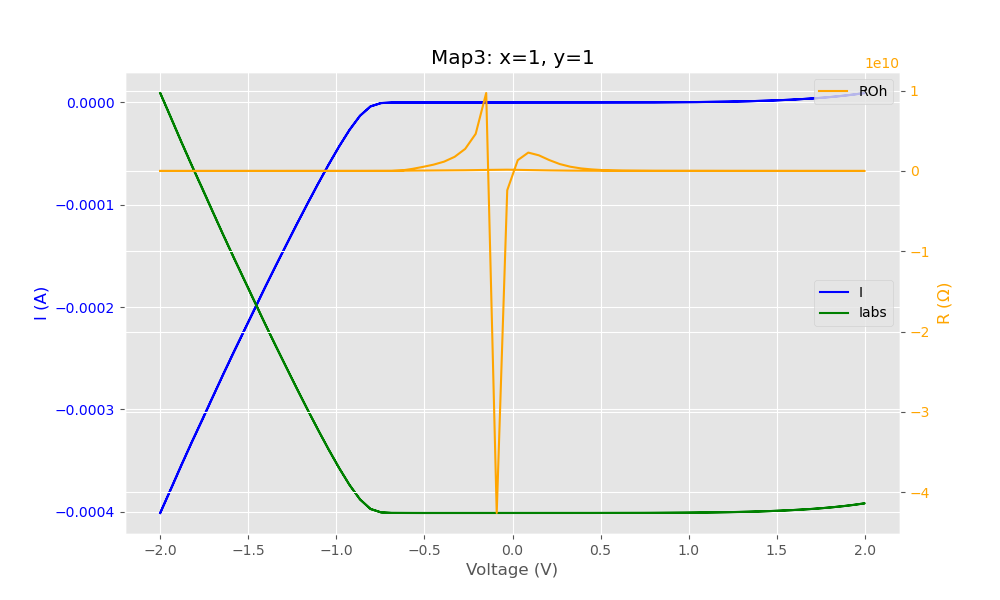 Map3: x=1, y=1
1e10
0.0000
−0.0001
−0.0002
−0.0003
−0.0004
I (A)
ROh
I
Iabs
1
0
−1
−2
−3
−4
R (Ω)
−2.0
−1.5
−1.0
−0.5
0.0
0.5
1.0
1.5
2.0
Voltage (V)